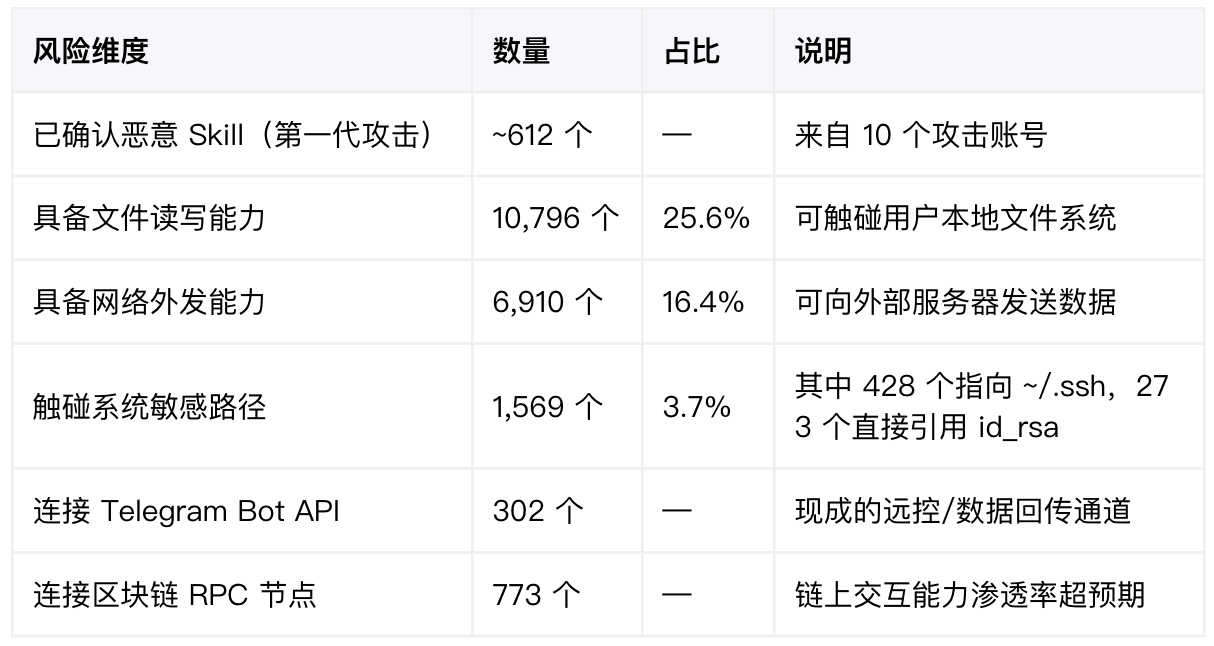 风险维度 数量 占比 说明
已确认恶意 Skill（第一代攻击） ~612 个 — 来自 10 个攻击账号
具备文件读写能力 10,796 个 25.6% 可触碰用户本地文件系统
具备网络外发能力 6,910 个 16.4% 可向外部服务器发送数据
触碰系统敏感路径 1,569 个 3.7% 其中 428 个指向 ~/.ssh，27
3 个直接引用 id_rsa
连接 Telegram Bot API 302 个 — 现成的远控/数据回传通道
连接区块链 RPC 节点 773 个 — 链上交互能力渗透率超预期